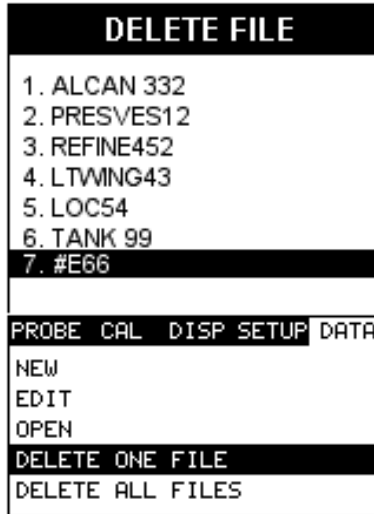 DELETE FILE
1. ALCAN 332
2. PRESVES12
3. REFINE452
4. LTWING43
5. LOC54
6. TANK 99
7. #E66
PROBE CAL DISP SETUP DATA
NEW
EDIT
OPEN
DELETE ONE FILE
DELETE ALL FILES